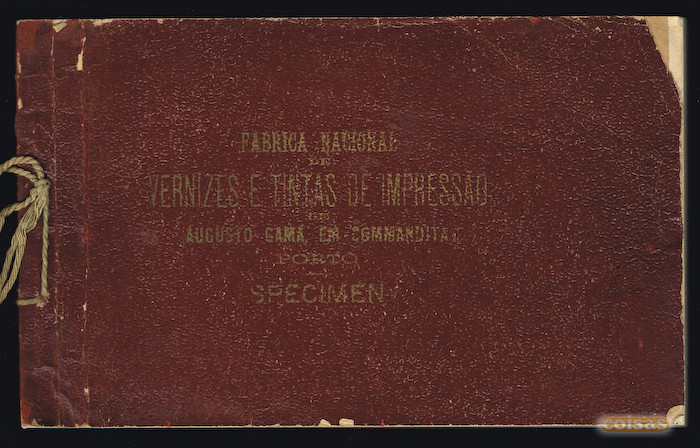 FABRICA NACIONAL
DE
VERNIZES E TINTAS DE IMPRESSÃO
DE
AUGUSTO GAMA, EM COMMANDITA
PORTO
SPECIMEN
coisas